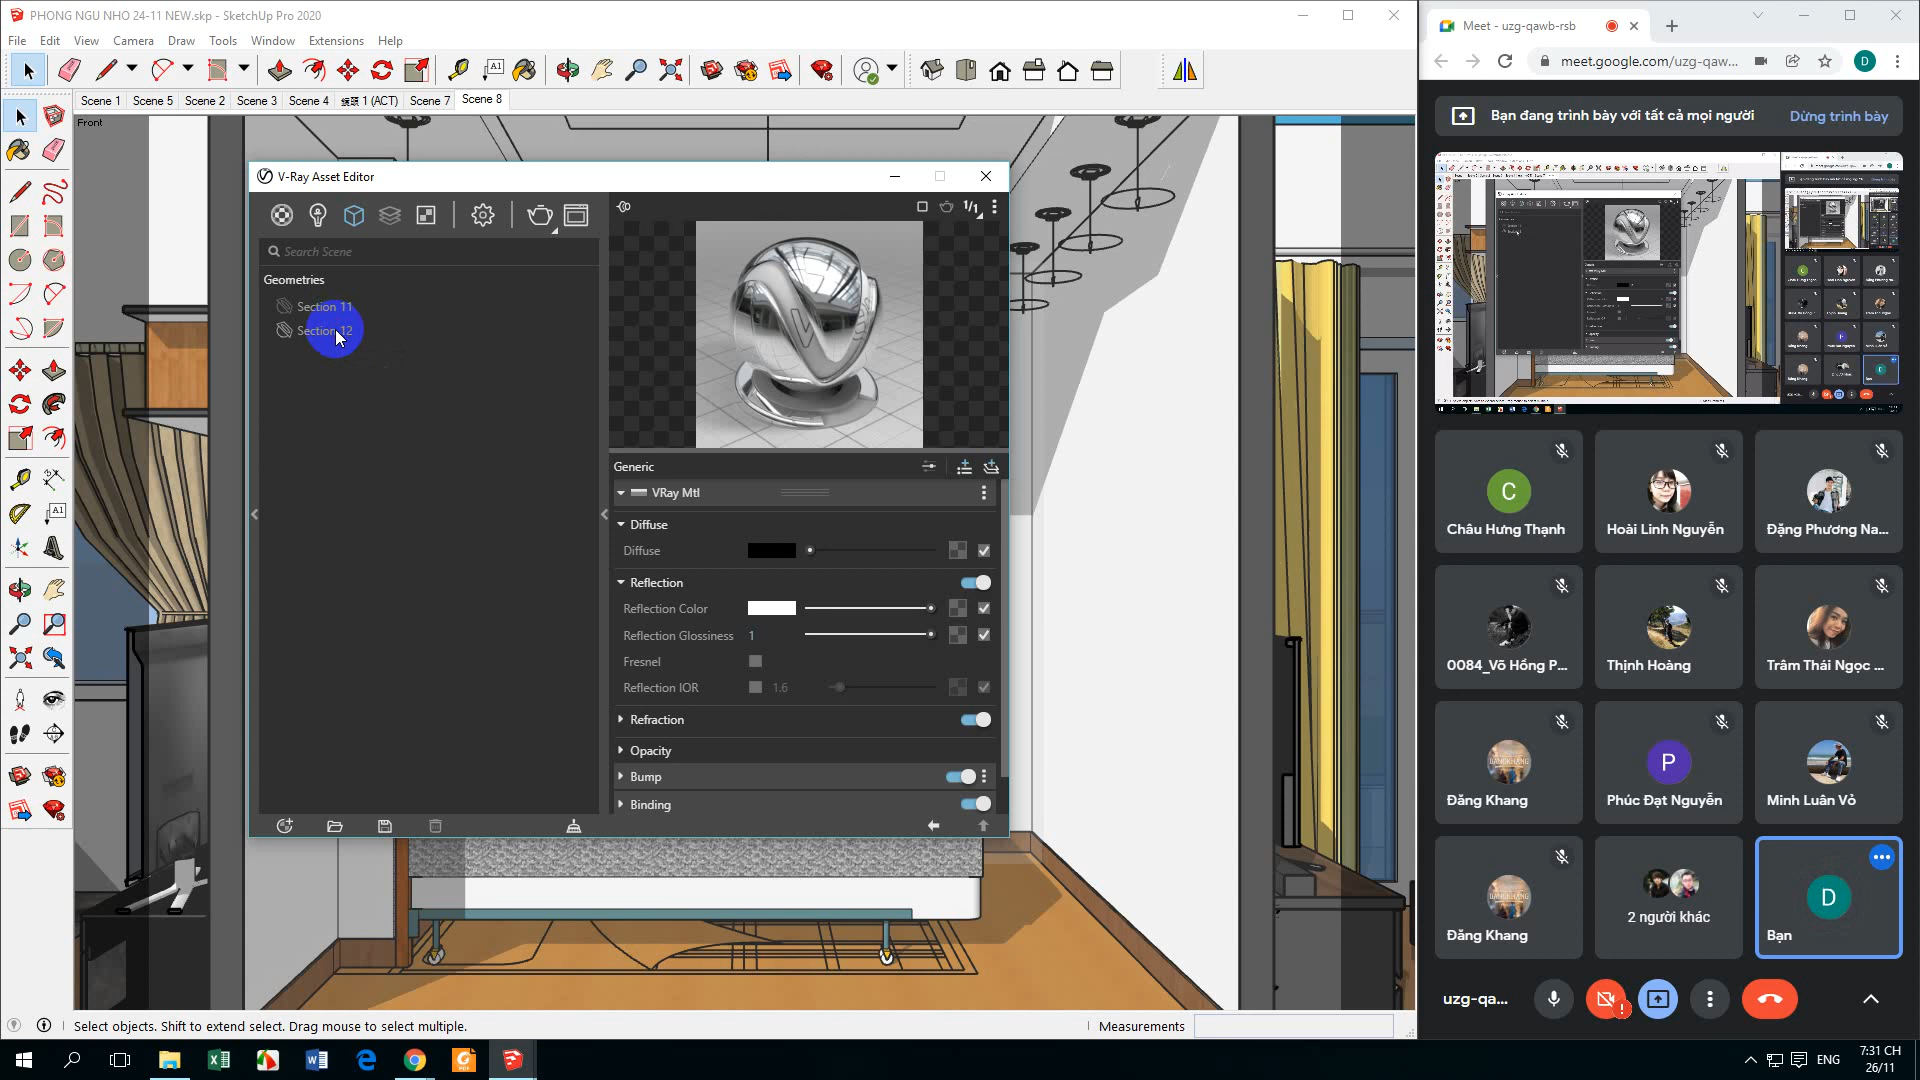 PHONG NGU NHO 24-11 NEW.skp - SketchUp Pro 2020
File Edit View Camera Draw Tools Window Extensions Help
Scene 1 Scene 5 Scene 2 Scene 3 Scene 4 1 (ACT) Scene 7 Scene 8
Front
V-Ray Asset Editor
Search Scene
1/1
Geometries
Section 11
Section 12
Generic
VRay Mtl
Diffuse
Diffuse
Reflection
Reflection Color
Reflection Glossiness 1
Fresnel
Reflection IOR 1.6
Refraction
Opacity
Bump
Binding
Select objects. Shift to extend select. Drag mouse to select multiple.
Measurements
Meet - uzg-qawb-rsb
meet.google.com/uzg-qaw...
D
Bạn đang trình bày với tất cả mọi người
Dừng trình bày
C
Châu Hưng Thạnh
Hoài Linh Nguyễn
Đặng Phương Na...
0084_Võ Hồng P...
Thịnh Hoàng
Trâm Thái Ngọc ...
Đăng Khang
P
Phúc Đạt Nguyễn
Minh Luân Võ
Đăng Khang
2 người khác
D
Bạn
uzg-qa...
ENG
7:31 CH
26/11